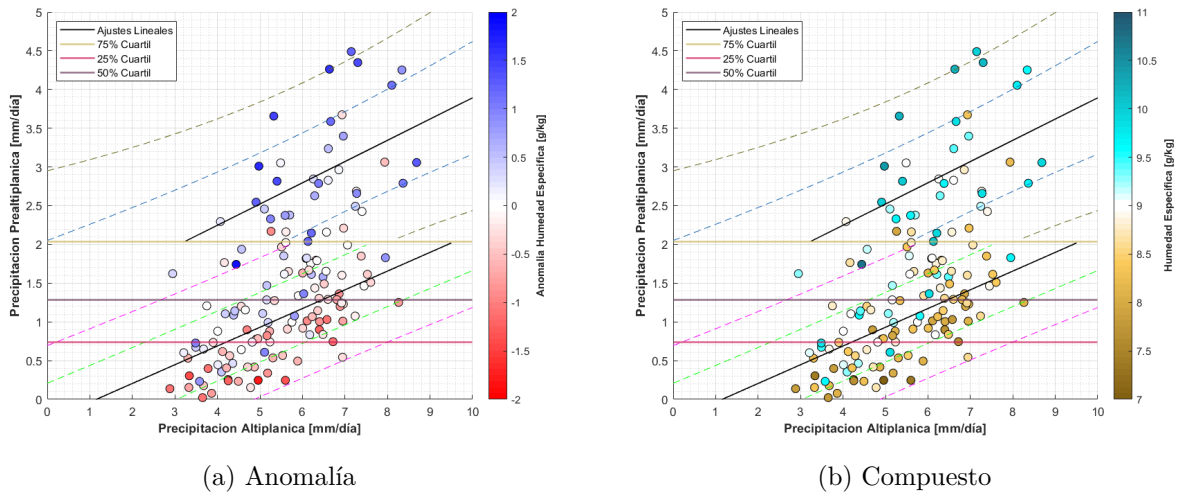 Ajustes Lineales
75% Cuartil
25% Cuartil
50% Cuartil
5
4.5
4
3.5
3
2.5
2
1.5
1
0.5
0
Precipitacion Prealtiplanica [mm/día]
0 1 2 3 4 5 6 7 8 9 10
Precipitacion Altiplanica [mm/día]
2
1.5
1
0.5
0
-0.5
-1
-1.5
-2
Anomalia Humedad Especifica [g/kg]
(a) Anomalía
Ajustes Lineales
75% Cuartil
25% Cuartil
50% Cuartil
5
4.5
4
3.5
3
2.5
2
1.5
1
0.5
0
Precipitacion Prealtiplanica [mm/día]
0 1 2 3 4 5 6 7 8 9 10
Precipitacion Altiplanica [mm/día]
11
10.5
10
9.5
9
8.5
8
7.5
7
Humedad Especifica [g/kg]
(b) Compuesto